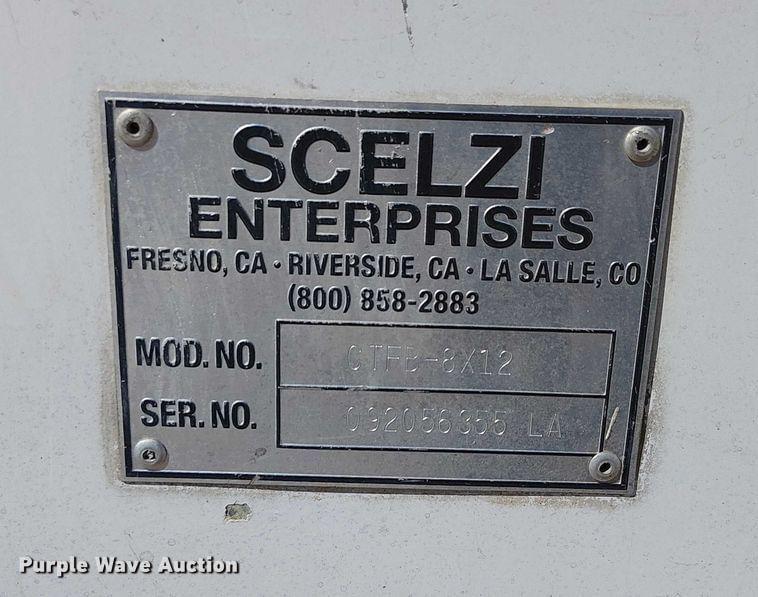 SCELZI
ENTERPRISES
FRESNO, CA • RIVERSIDE, CA • LA SALLE, CO
(800) 858-2883
MOD. NO. CTFB-8X12
SER. NO. 092056355 LA
Purple Wave Auction